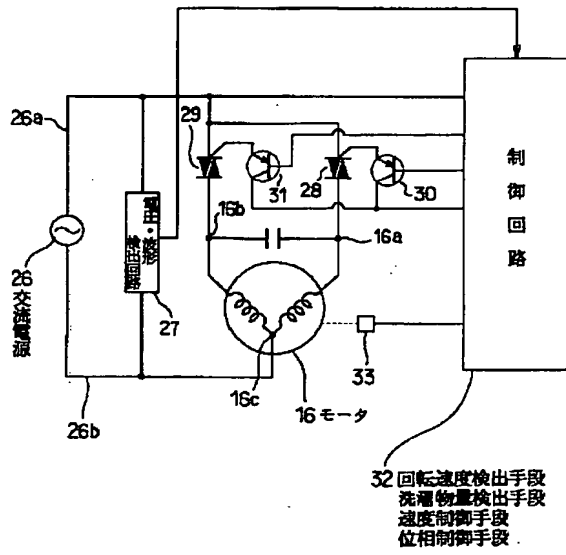 26a
29
31
28
30
制御回路
16b
16a
電圧・波形
検出回路
26
交流電源
27
33
16c
16 モータ
26b
32 回転速度検出手段
洗濯物量検出手段
速度制御手段
位相制御手段